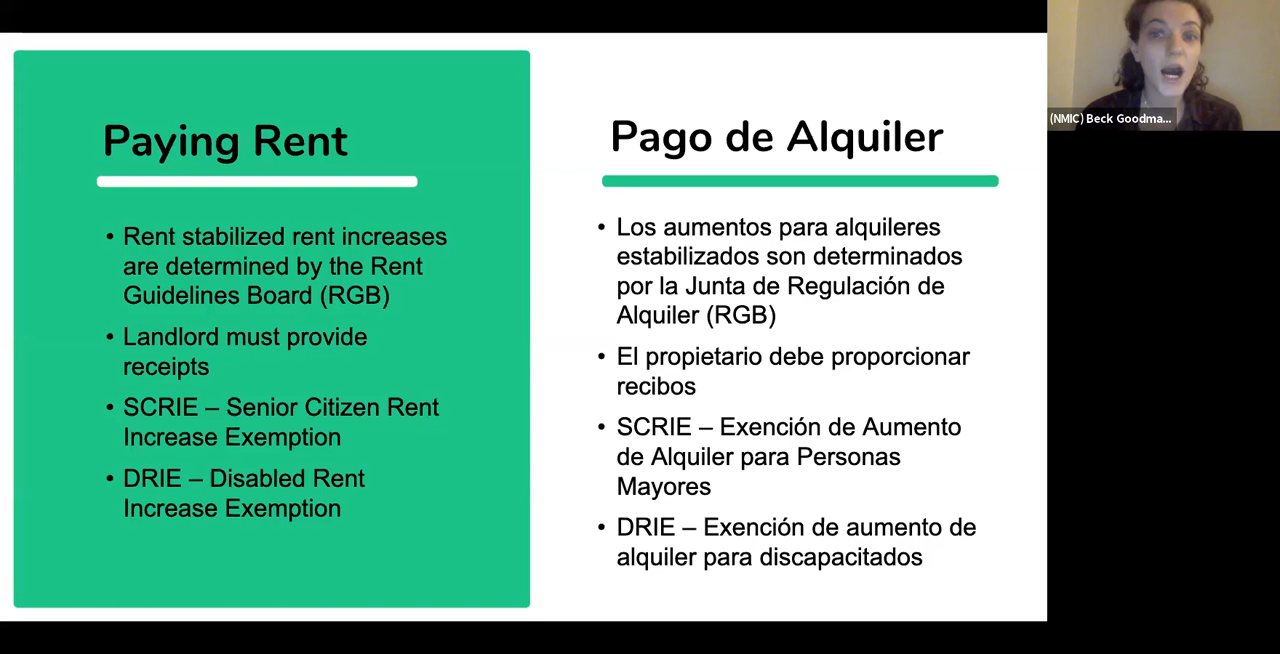 Paying Rent
• Rent stabilized rent increases
are determined by the Rent
Guidelines Board (RGB)
• Landlord must provide
receipts
• SCRIE – Senior Citizen Rent
Increase Exemption
• DRIE – Disabled Rent
Increase Exemption
Pago de Alquiler
• Los aumentos para alquileres
estabilizados son determinados
por la Junta de Regulación de
Alquiler (RGB)
• El propietario debe proporcionar
recibos
• SCRIE – Exención de Aumento
de Alquiler para Personas
Mayores
• DRIE – Exención de aumento de
alquiler para discapacitados
(NMIC) Beck Goodma...